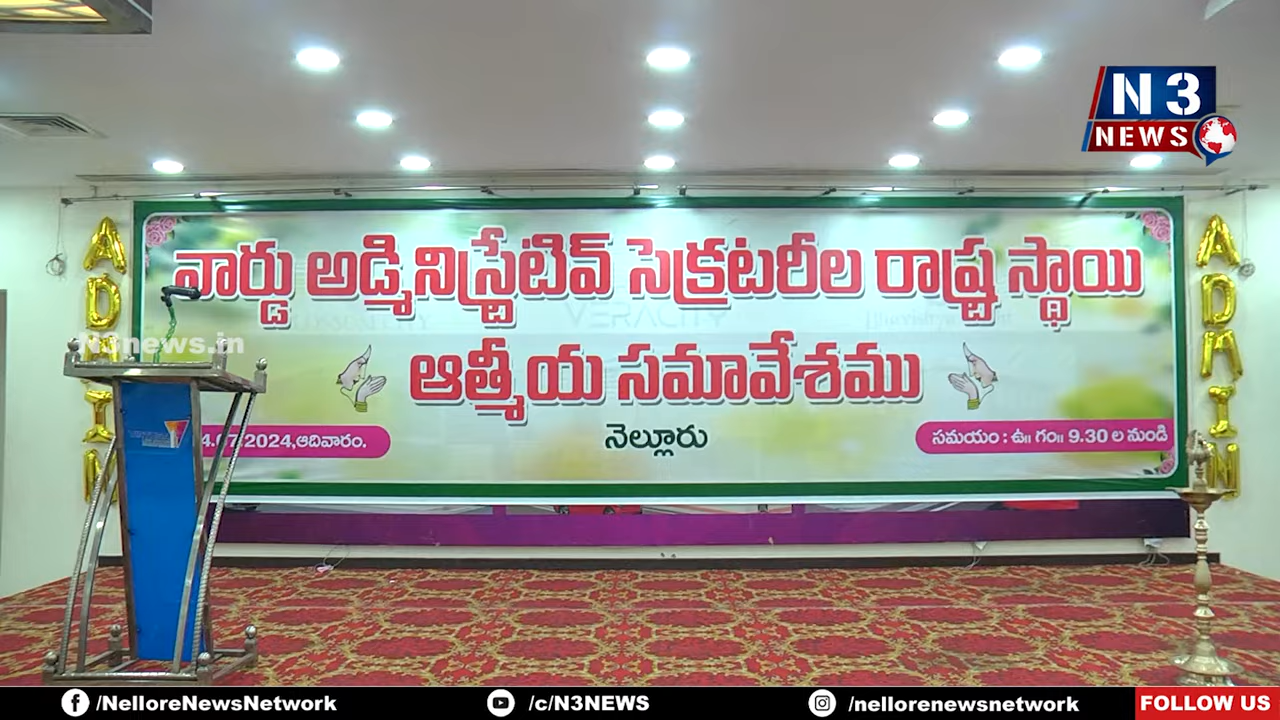 N3
NEWS
వార్డు అడ్మినిస్ట్రేటివ్ సెక్రటరీల రాష్ట్ర స్థాయి
ఆత్మీయ సమావేశము
నెల్లూరు
4.07.2024,ఆదివారం.
సమయం : ఉ॥ గం॥ 9.30 ల నుండి
ADMIN
ADMIN
N3news.in
VERACITY
/NelloreNewsNetwork
/c/N3NEWS
/nellorenewsnetwork
FOLLOW US